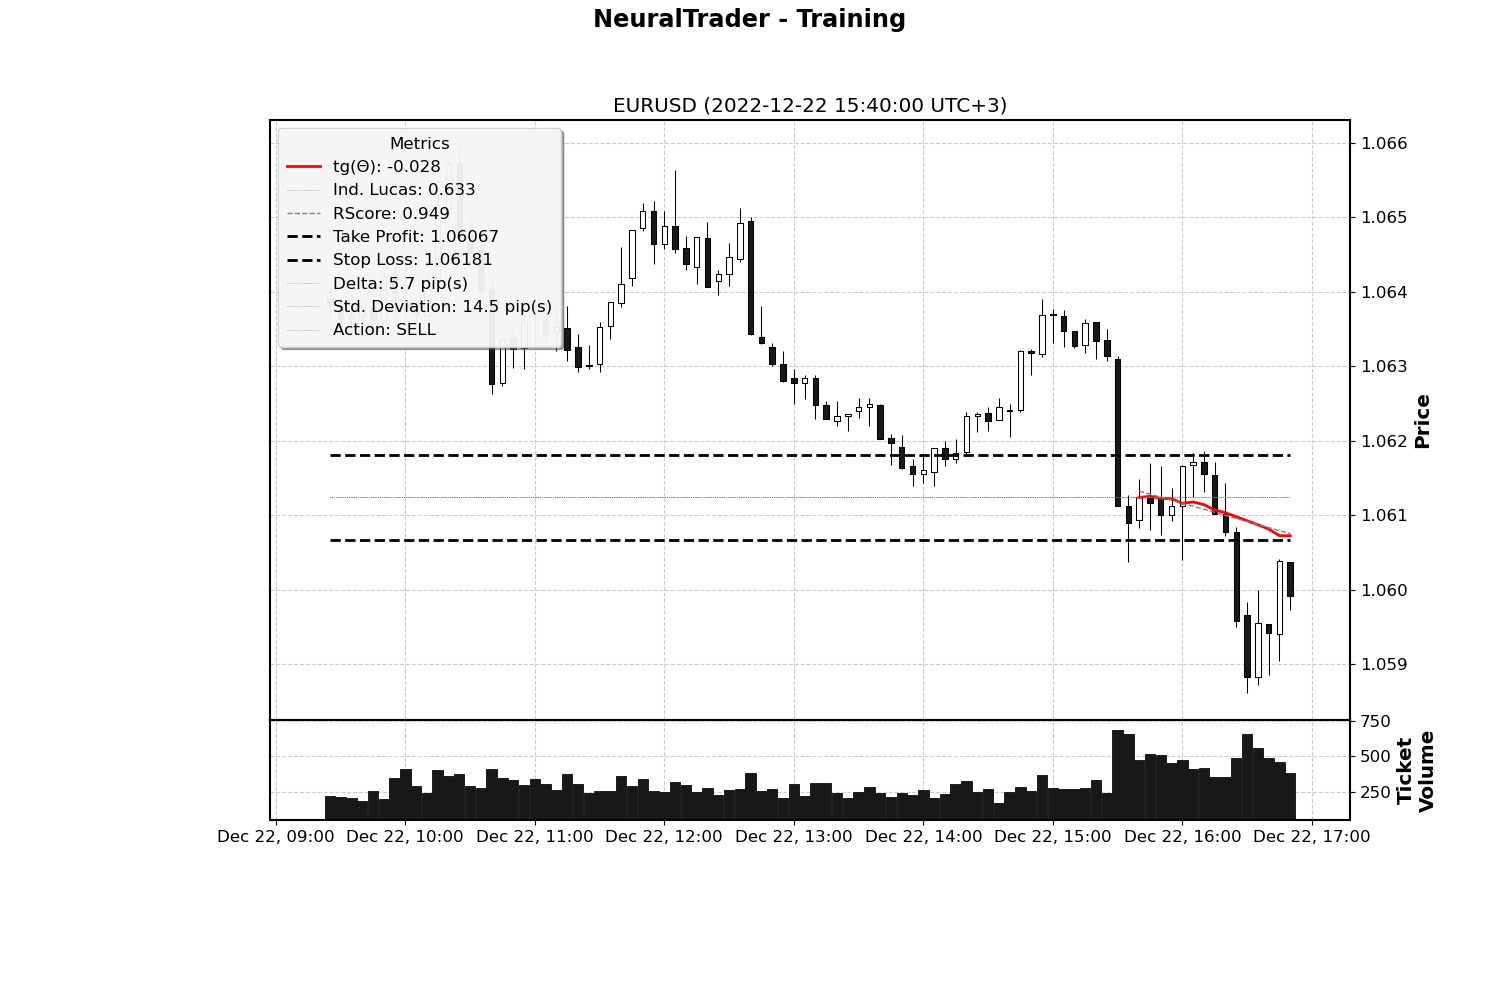 NeuralTrader - Training
EURUSD (2022-12-22 15:40:00 UTC+3)
Metrics
tg(Θ): -0.028
Ind. Lucas: 0.633
RScore: 0.949
Take Profit: 1.06067
Stop Loss: 1.06181
Delta: 5.7 pip(s)
Std. Deviation: 14.5 pip(s)
Action: SELL
1.066
1.065
1.064
1.063
1.062
1.061
1.060
1.059
Price
750
500
250
Ticket
Volume
Dec 22, 09:00 Dec 22, 10:00 Dec 22, 11:00 Dec 22, 12:00 Dec 22, 13:00 Dec 22, 14:00 Dec 22, 15:00 Dec 22, 16:00 Dec 22, 17:00